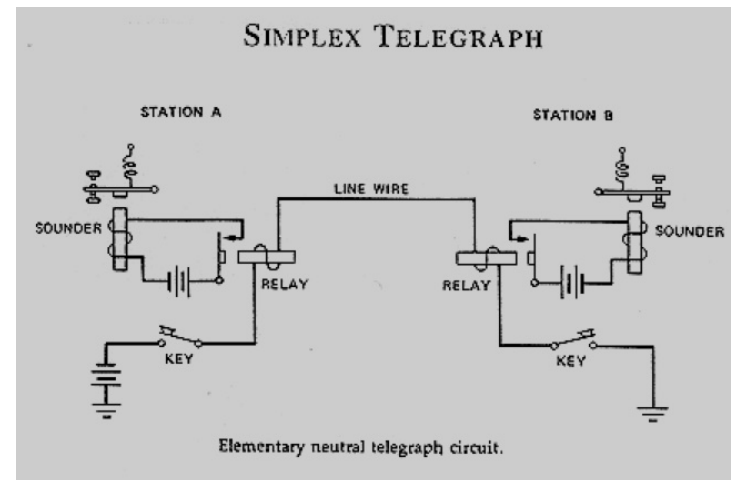 SIMPLEX TELEGRAPH
STATION A
STATION B
LINE WIRE
SOUNDER
SOUNDER
RELAY
RELAY
KEY
KEY
Elementary neutral telegraph circuit.